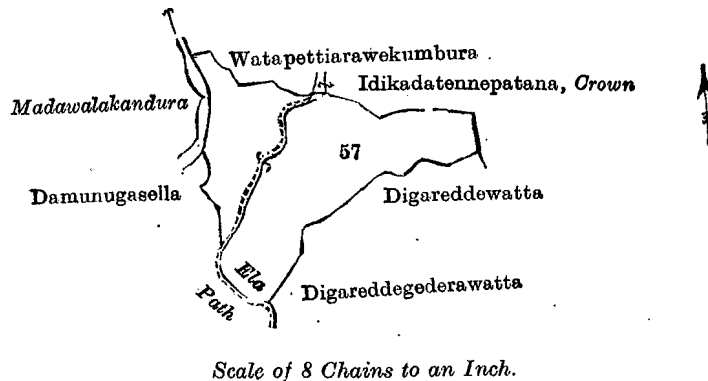 Watapettiarawekumbura
Idikadatennepatana, Crown
Madawalakandura
57
Damunugasella
Digareddewatta
Ela
Path
Digareddegederawatta
Scale of 8 Chains to an Inch.